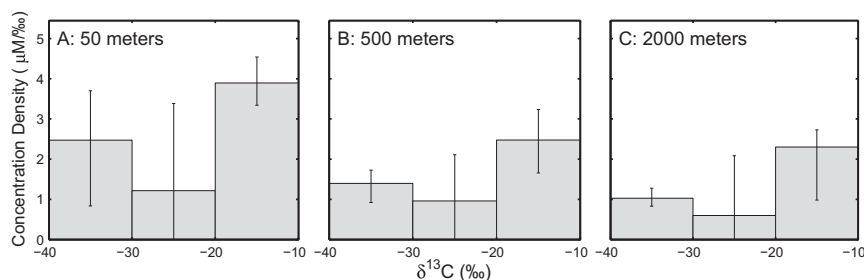 A: 50 meters B: 500 meters C: 2000 meters
Concentration Density ( μM/‰)
5
4
3
2
1
0
−40 −30 −20 −10 −40 −30 −20 −10 −40 −30 −20 −10
δ¹³C (‰)